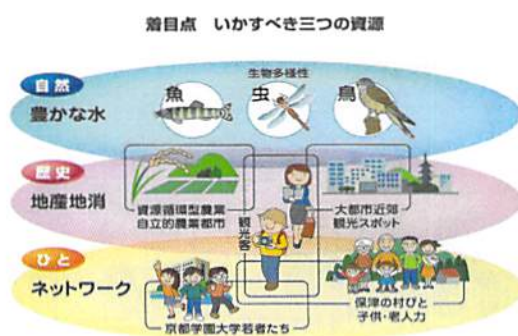 着目点 いかすべき三つの資源
自然
豊かな水
生物多様性
魚
虫
鳥
歴史
地産地消
資源循環型農業
自立的農業都市
観光客
大都市近郊
観光スポット
ひと
ネットワーク
京都学園大学若者たち
保津の村びと
子供・老人力